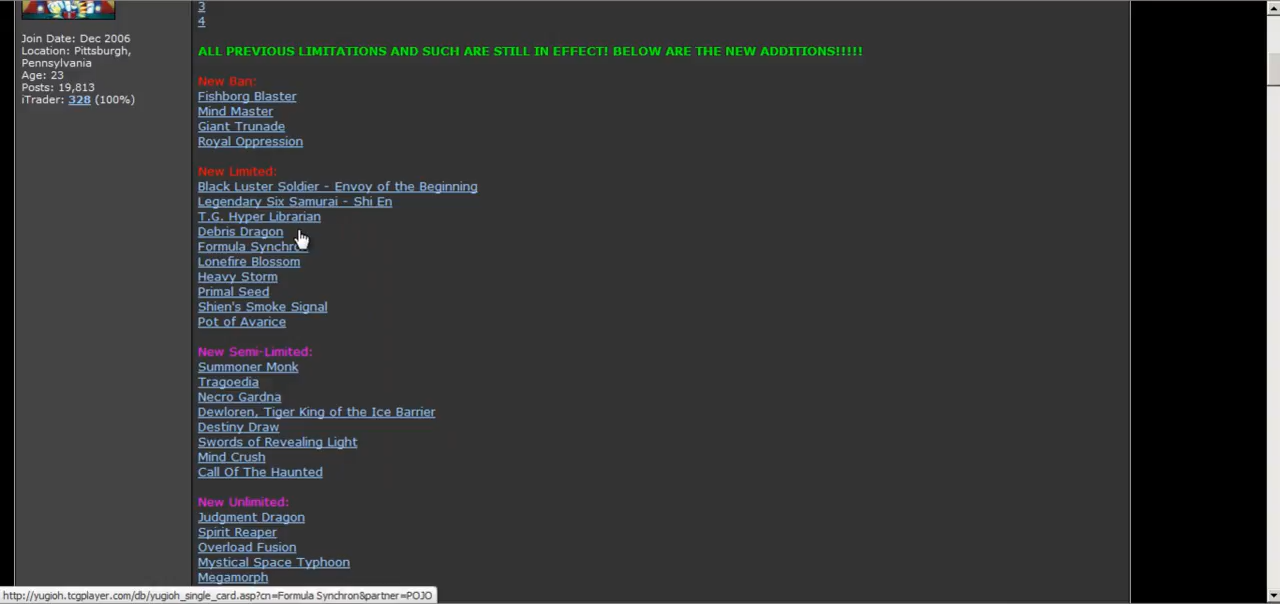 3
4
Join Date: Dec 2006
Location: Pittsburgh,
Pennsylvania
Age: 23
Posts: 19,813
iTrader: 328 (100%)
ALL PREVIOUS LIMITATIONS AND SUCH ARE STILL IN EFFECT! BELOW ARE THE NEW ADDITIONS!!!!!
New Ban:
Fishborg Blaster
Mind Master
Giant Trunade
Royal Oppression
New Limited:
Black Luster Soldier - Envoy of the Beginning
Legendary Six Samurai - Shi En
T.G. Hyper Librarian
Debris Dragon
Formula Synchron
Lonefire Blossom
Heavy Storm
Primal Seed
Shien's Smoke Signal
Pot of Avarice
New Semi-Limited:
Summoner Monk
Tragoedia
Necro Gardna
Dewloren, Tiger King of the Ice Barrier
Destiny Draw
Swords of Revealing Light
Mind Crush
Call Of The Haunted
New Unlimited:
Judgment Dragon
Spirit Reaper
Overload Fusion
Mystical Space Typhoon
Megamorph
http://yugioh.tcgplayer.com/db/yugioh_single_card.asp?cn=Formula Synchron&partner=POJO